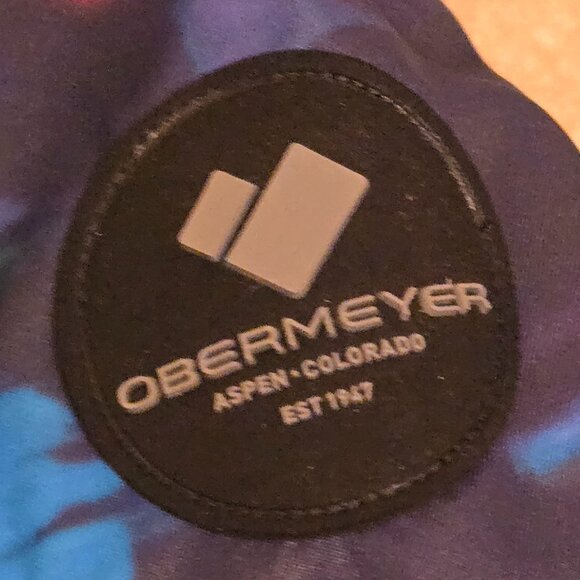 OBERMEYER
ASPEN • COLORADO
EST 1947